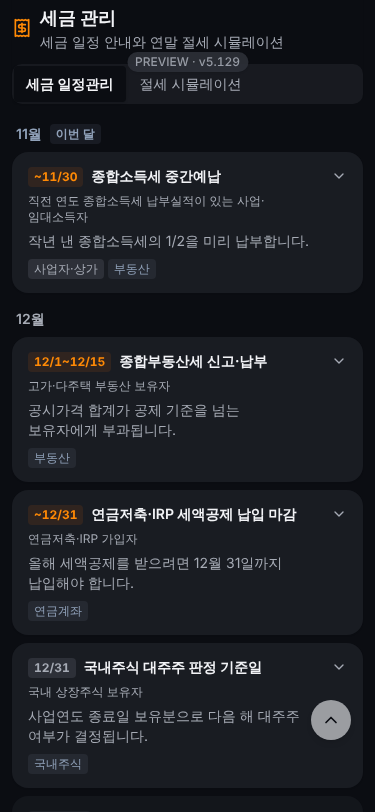 세금 관리
세금 일정 안내와 연말 절세 시뮬레이션
PREVIEW · v5.129
세금 일정관리
절세 시뮬레이션
11월 이번 달
~11/30 종합소득세 중간예납
직전 연도 종합소득세 납부실적이 있는 사업·
임대소득자
작년 낸 종합소득세의 1/2을 미리 납부합니다.
사업자·상가 부동산
12월
12/1~12/15 종합부동산세 신고·납부
고가·다주택 부동산 보유자
공시가격 합계가 공제 기준을 넘는
보유자에게 부과됩니다.
부동산
~12/31 연금저축·IRP 세액공제 납입 마감
연금저축·IRP 가입자
올해 세액공제를 받으려면 12월 31일까지
납입해야 합니다.
연금계좌
12/31 국내주식 대주주 판정 기준일
국내 상장주식 보유자
사업연도 종료일 보유분으로 다음 해 대주주
여부가 결정됩니다.
국내주식